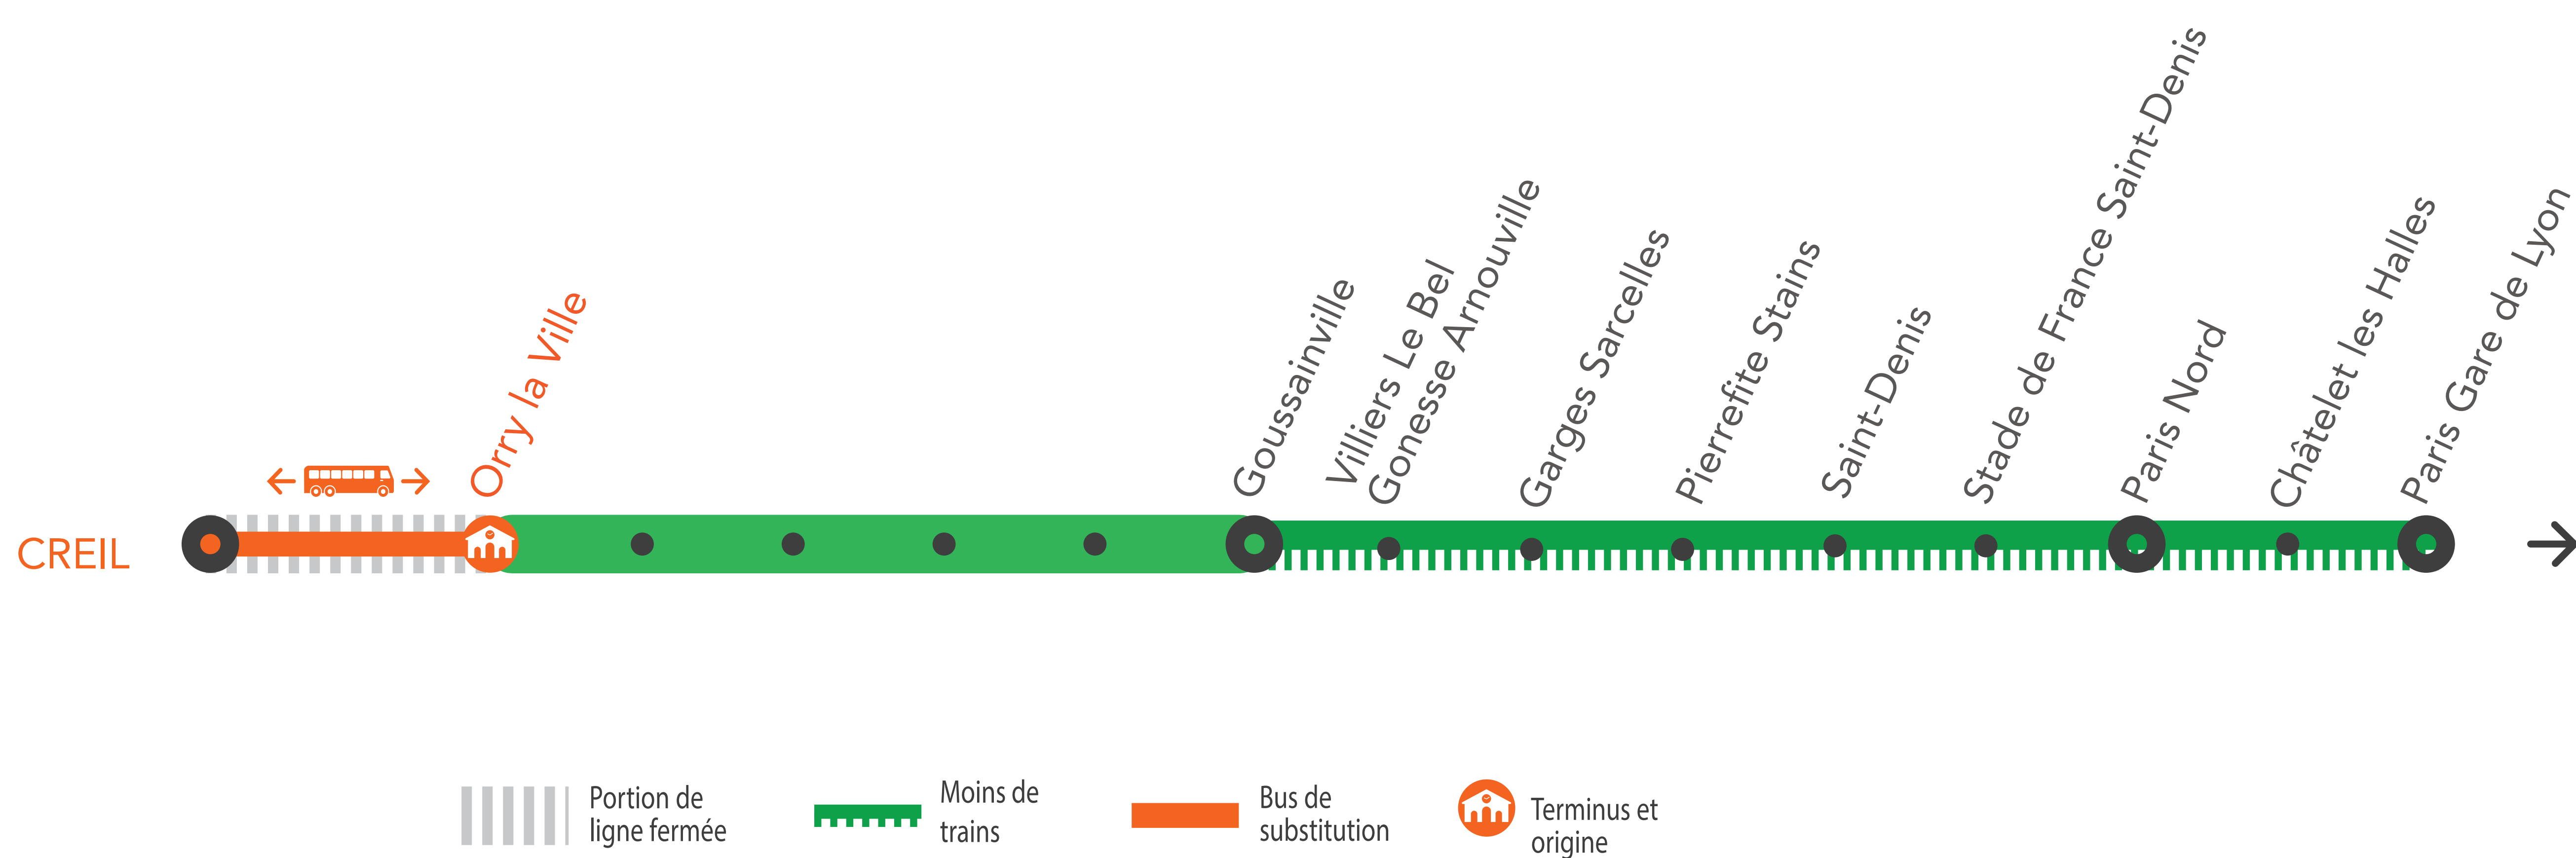 CREIL
Orry la Ville
Goussainville
Villiers Le Bel
Gonesse Arnouville
Garges Sarcelles
Pierrefite Stains
Saint-Denis
Stade de France Saint-Denis
Paris Nord
Châtelet les Halles
Paris Gare de Lyon
Portion de
ligne fermée
Moins de
trains
Bus de
substitution
Terminus et
origine